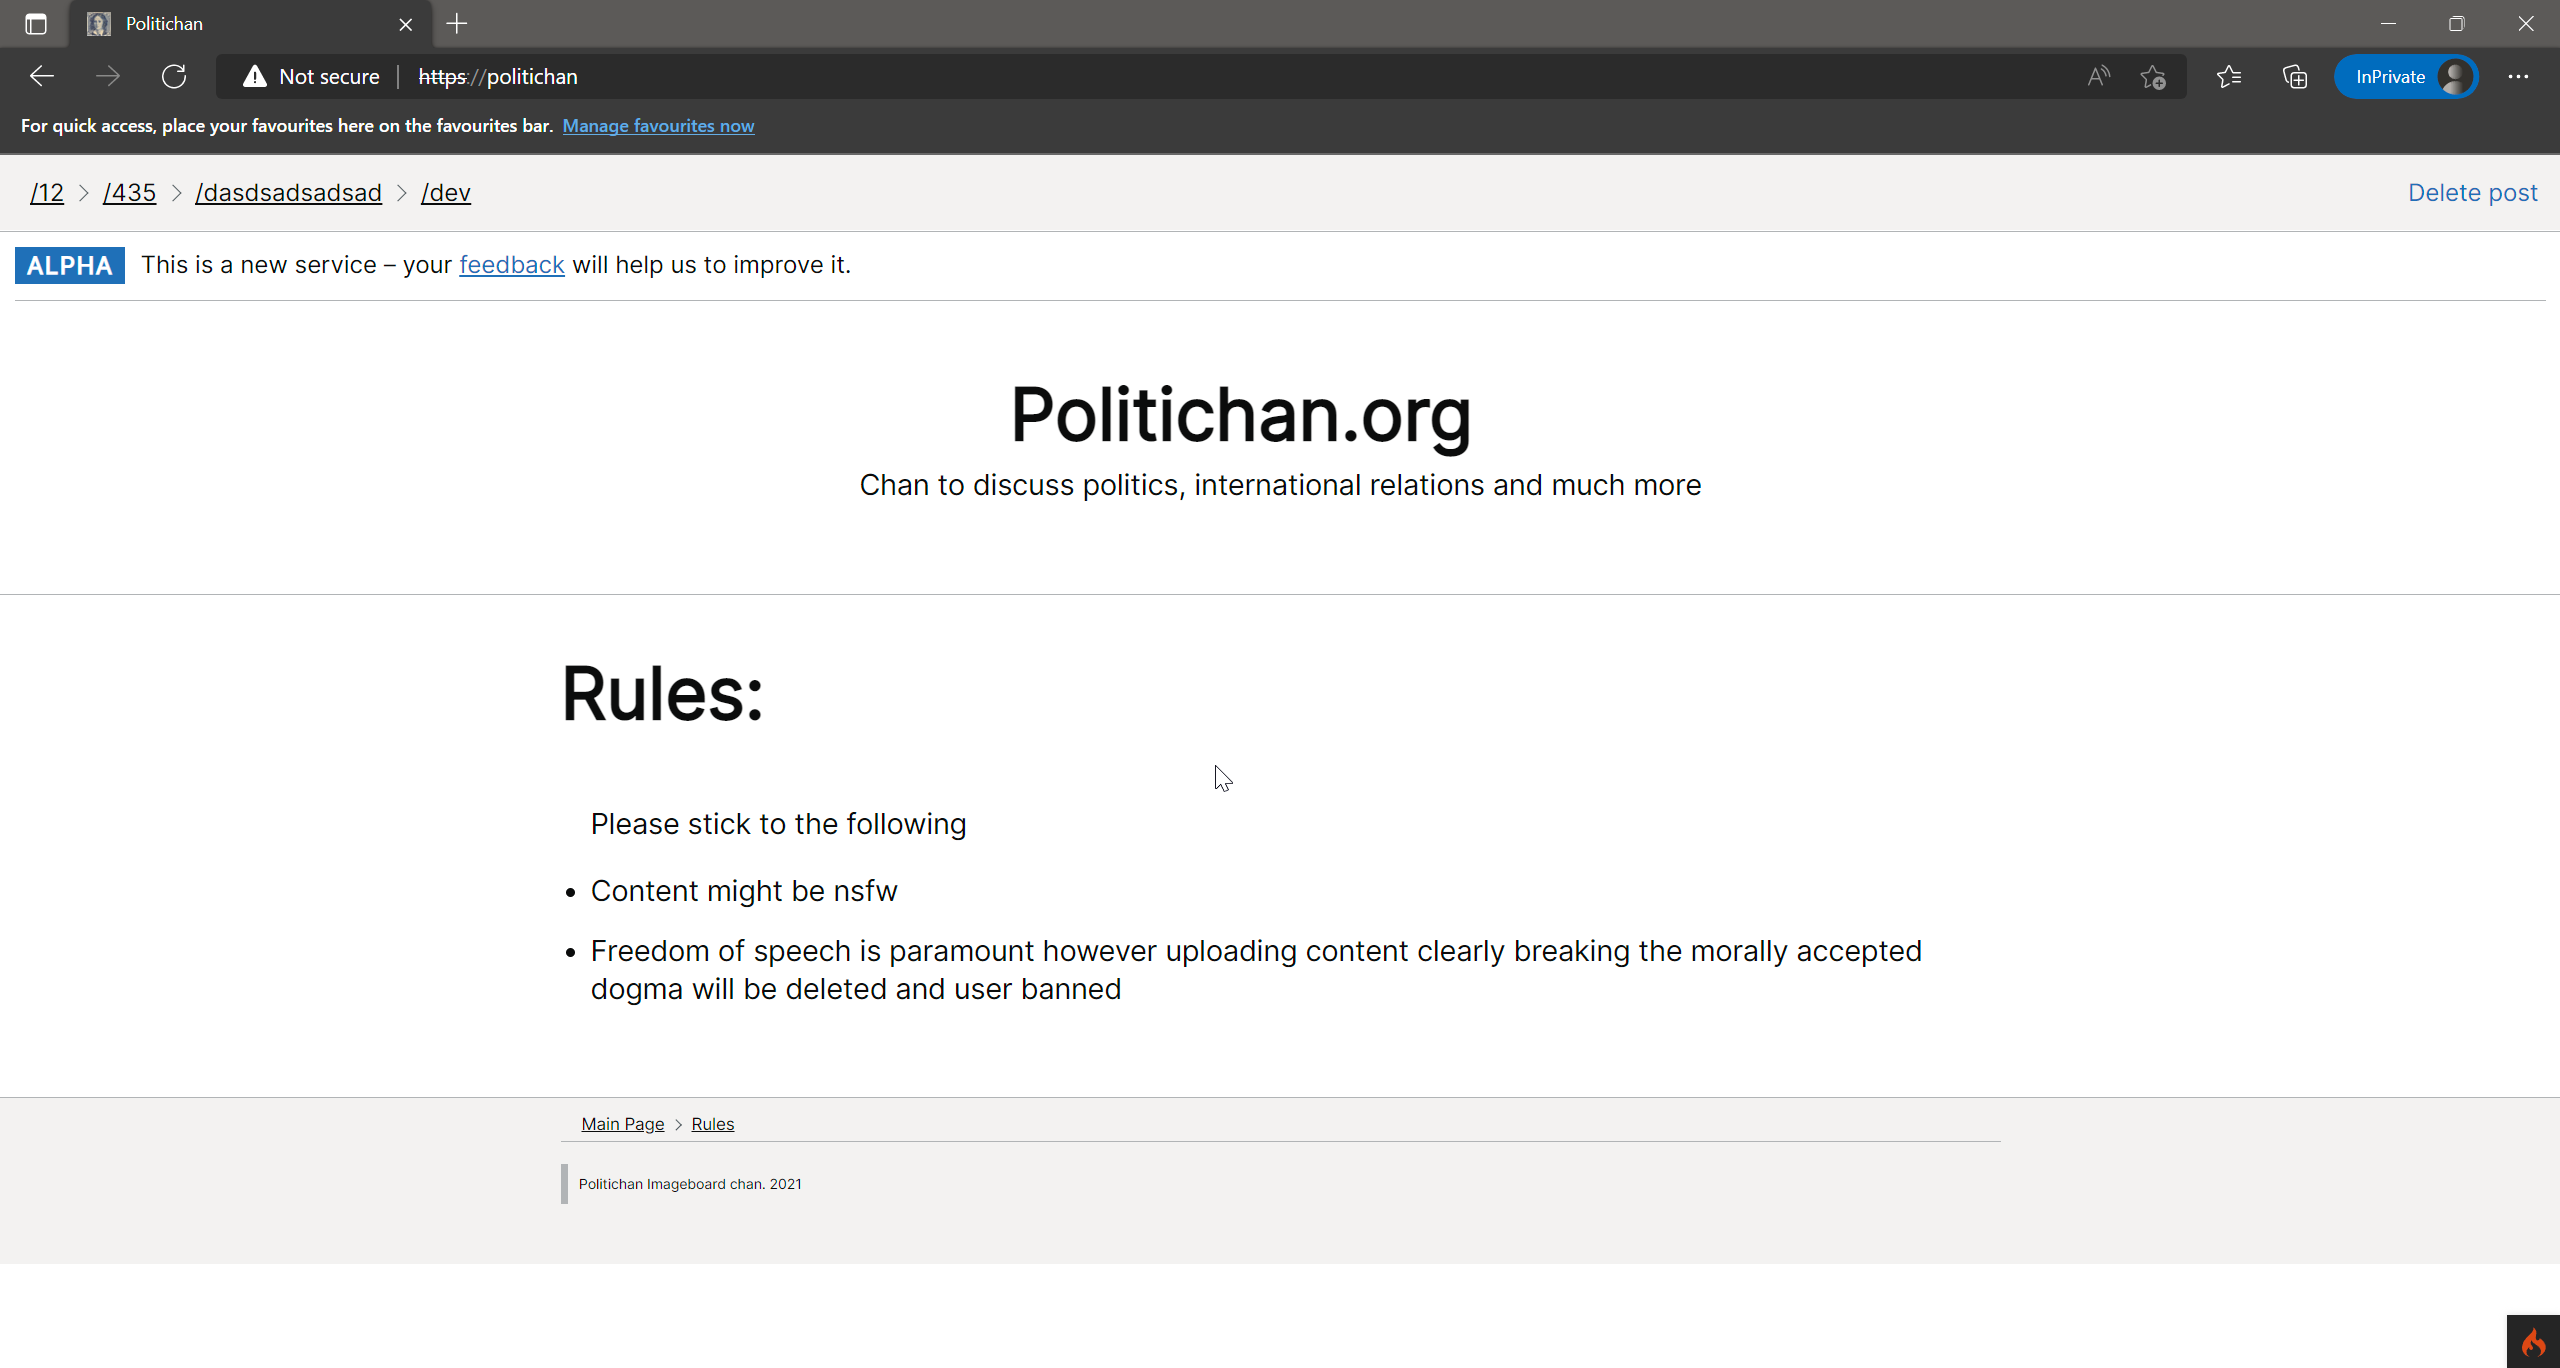 Politichan
Not secure https://politichan InPrivate
For quick access, place your favourites here on the favourites bar. Manage favourites now
/12 > /435 > /dasdsadsadsad > /dev Delete post
ALPHA This is a new service – your feedback will help us to improve it.
Politichan.org
Chan to discuss politics, international relations and much more
Rules:
Please stick to the following
• Content might be nsfw
• Freedom of speech is paramount however uploading content clearly breaking the morally accepted
dogma will be deleted and user banned
Main Page > Rules
Politichan Imageboard chan. 2021